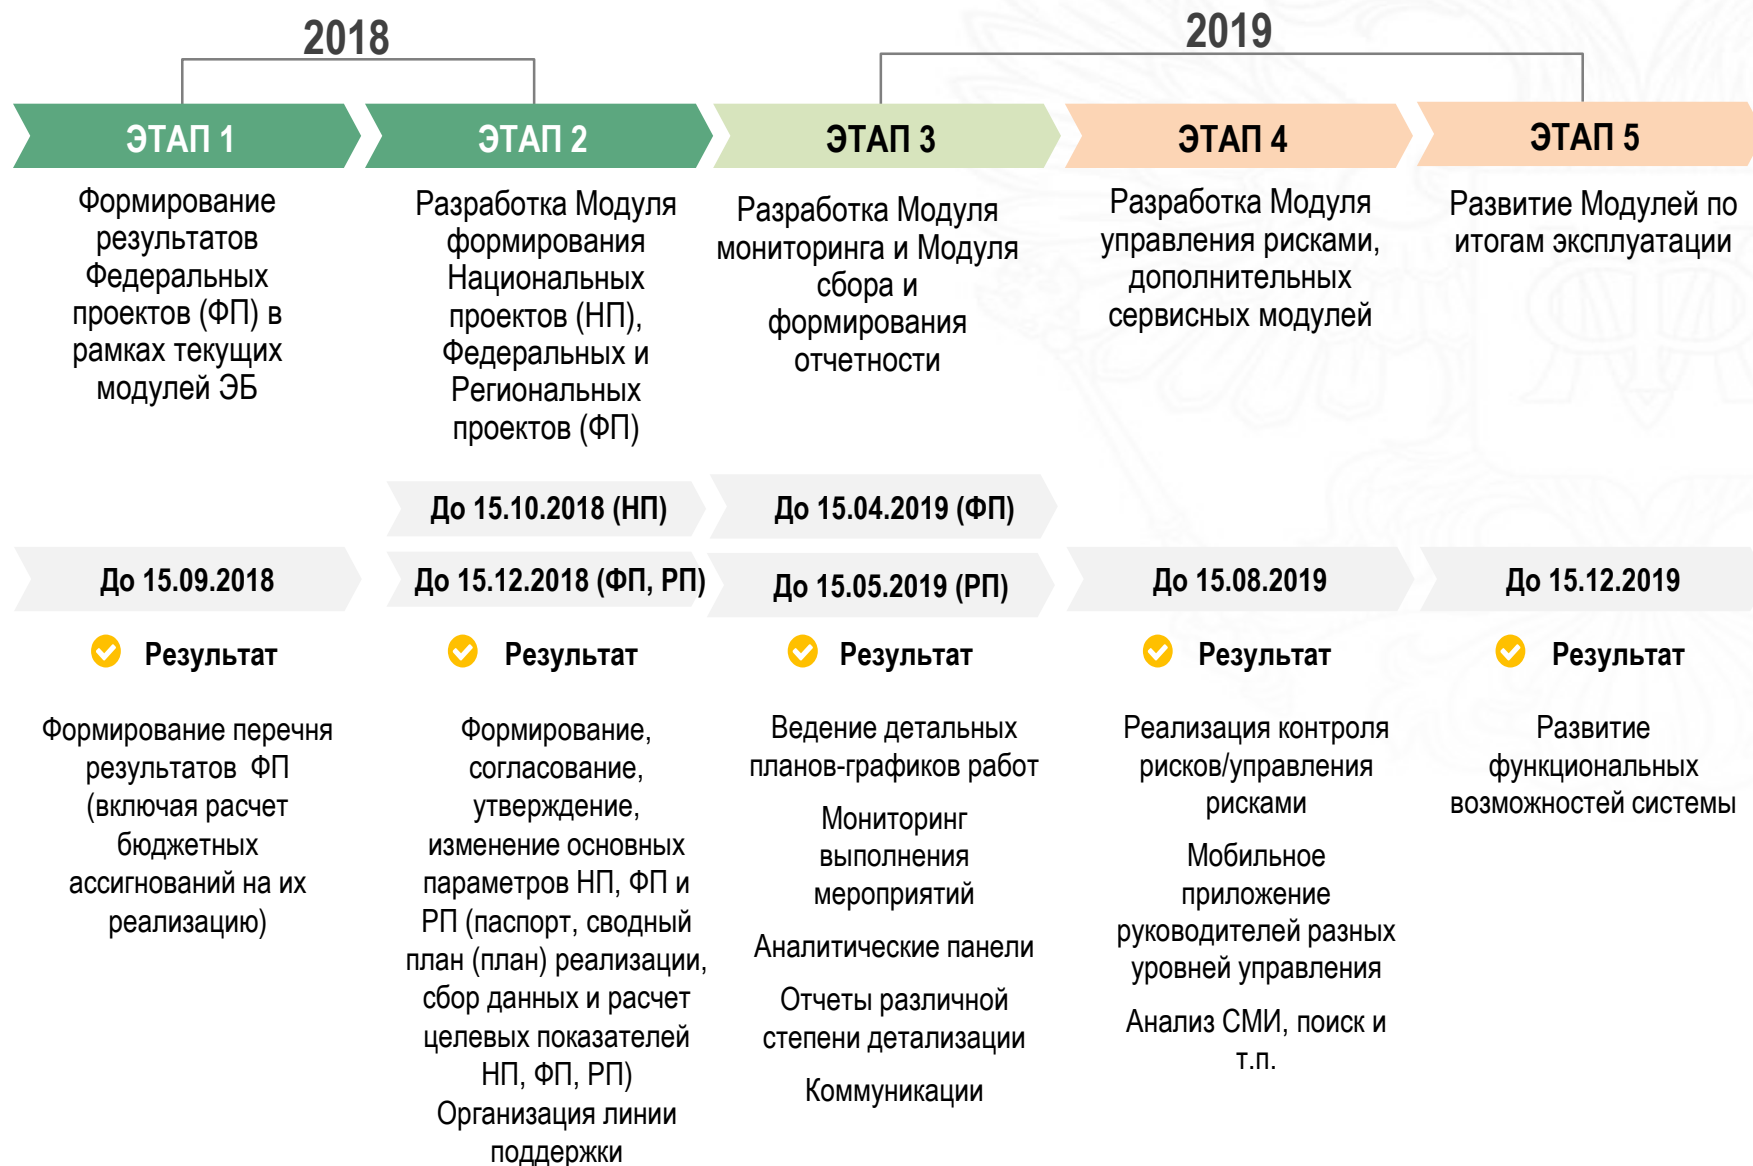 2018
2019
ЭТАП 1
ЭТАП 2
ЭТАП 3
ЭТАП 4
ЭТАП 5
Формирование
результатов
Федеральных
проектов (ФП) в
рамках текущих
модулей ЭБ
Разработка Модуля
формирования
Национальных
проектов (НП),
Федеральных и
Региональных
проектов (ФП)
Разработка Модуля
мониторинга и Модуля
сбора и
формирования
отчетности
Разработка Модуля
управления рисками,
дополнительных
сервисных модулей
Развитие Модулей по
итогам эксплуатации
До 15.09.2018
До 15.10.2018 (НП)
До 15.12.2018 (ФП, РП)
До 15.04.2019 (ФП)
До 15.05.2019 (РП)
До 15.08.2019
До 15.12.2019
Результат
Результат
Результат
Результат
Результат
Формирование перечня
результатов ФП
(включая расчет
бюджетных
ассигнований на их
реализацию)
Формирование,
согласование,
утверждение,
изменение основных
параметров НП, ФП и
РП (паспорт, сводный
план (план) реализации,
сбор данных и расчет
целевых показателей
НП, ФП, РП)
Организация линии
поддержки
Ведение детальных
планов-графиков работ
Мониторинг
выполнения
мероприятий
Аналитические панели
Отчеты различной
степени детализации
Коммуникации
Реализация контроля
рисков/управления
рисками
Мобильное
приложение
руководителей разных
уровней управления
Анализ СМИ, поиск и
т.п.
Развитие
функциональных
возможностей системы